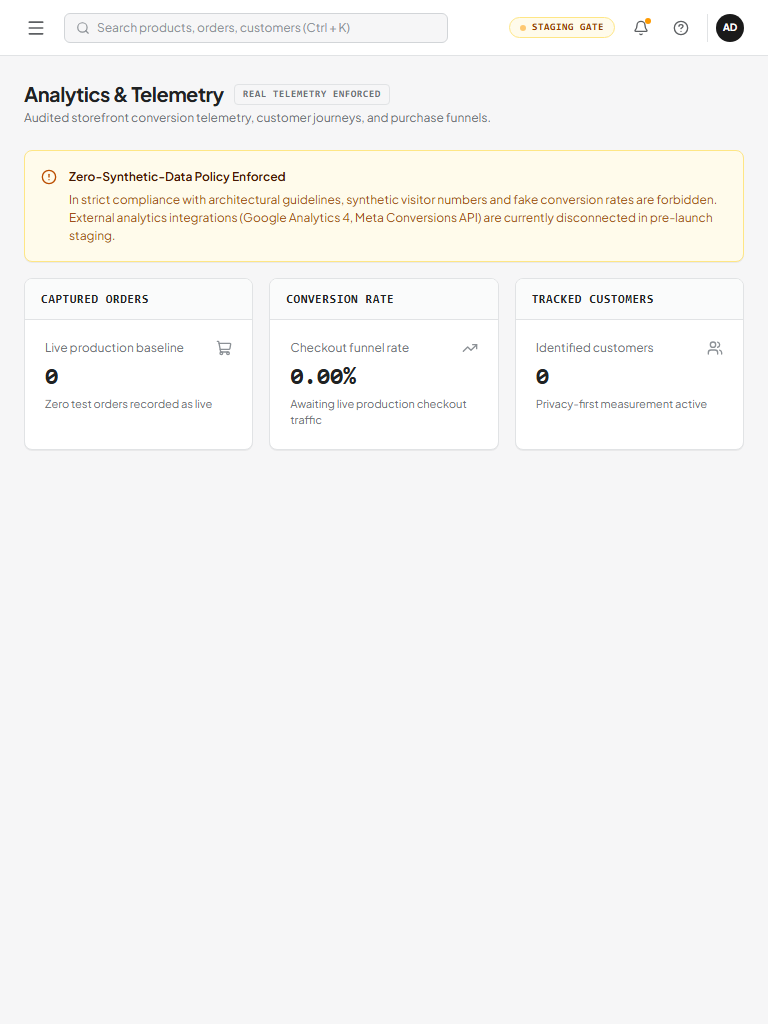 Search products, orders, customers (Ctrl + K)
STAGING GATE
AD
Analytics & Telemetry
REAL TELEMETRY ENFORCED
Audited storefront conversion telemetry, customer journeys, and purchase funnels.
Zero-Synthetic-Data Policy Enforced
In strict compliance with architectural guidelines, synthetic visitor numbers and fake conversion rates are forbidden.
External analytics integrations (Google Analytics 4, Meta Conversions API) are currently disconnected in pre-launch
staging.
CAPTURED ORDERS
Live production baseline
0
Zero test orders recorded as live
CONVERSION RATE
Checkout funnel rate
0.00%
Awaiting live production checkout
traffic
TRACKED CUSTOMERS
Identified customers
0
Privacy-first measurement active